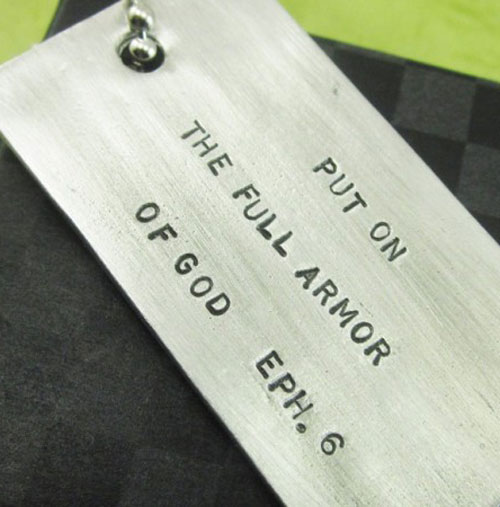 PUT ON
THE FULL ARMOR
OF GOD EPH. 6